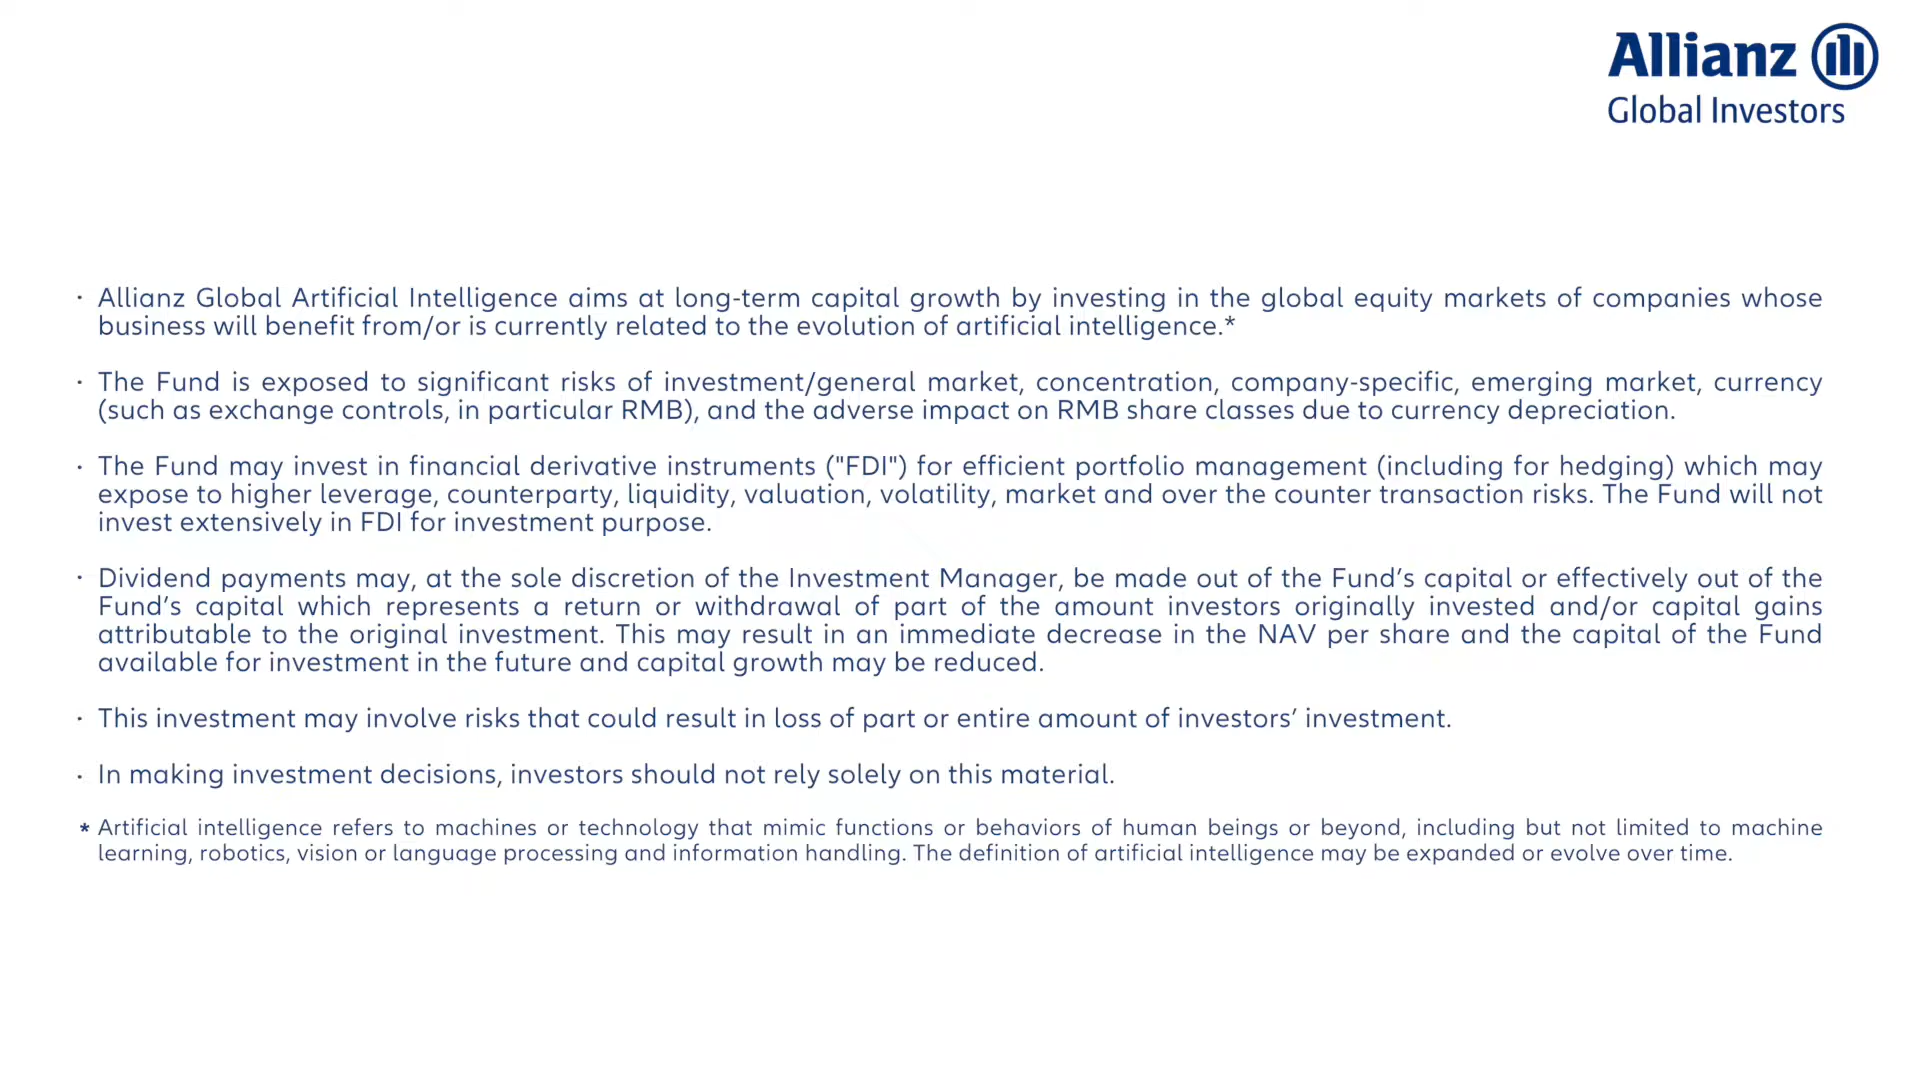 Allianz
Global Investors
· Allianz Global Artificial Intelligence aims at long-term capital growth by investing in the global equity markets of companies whose
business will benefit from/or is currently related to the evolution of artificial intelligence.*
· The Fund is exposed to significant risks of investment/general market, concentration, company-specific, emerging market, currency
(such as exchange controls, in particular RMB), and the adverse impact on RMB share classes due to currency depreciation.
· The Fund may invest in financial derivative instruments ("FDI") for efficient portfolio management (including for hedging) which may
expose to higher leverage, counterparty, liquidity, valuation, volatility, market and over the counter transaction risks. The Fund will not
invest extensively in FDI for investment purpose.
· Dividend payments may, at the sole discretion of the Investment Manager, be made out of the Fund’s capital or effectively out of the
Fund’s capital which represents a return or withdrawal of part of the amount investors originally invested and/or capital gains
attributable to the original investment. This may result in an immediate decrease in the NAV per share and the capital of the Fund
available for investment in the future and capital growth may be reduced.
· This investment may involve risks that could result in loss of part or entire amount of investors’ investment.
· In making investment decisions, investors should not rely solely on this material.
* Artificial intelligence refers to machines or technology that mimic functions or behaviors of human beings or beyond, including but not limited to machine
learning, robotics, vision or language processing and information handling. The definition of artificial intelligence may be expanded or evolve over time.